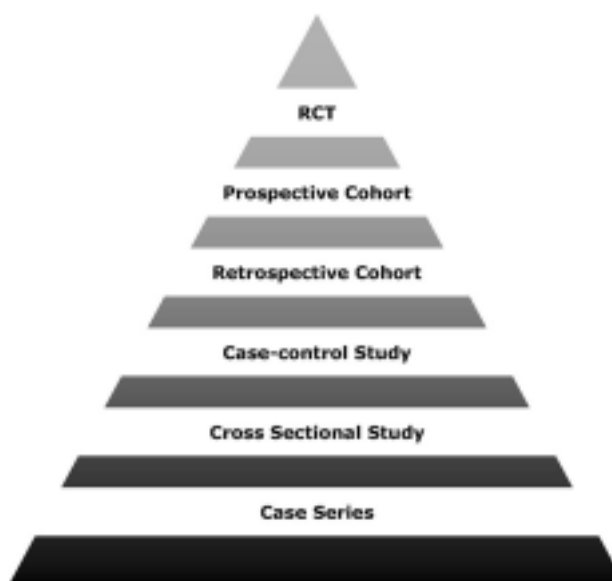 RCT
Prospective Cohort
Retrospective Cohort
Case-control Study
Cross Sectional Study
Case Series